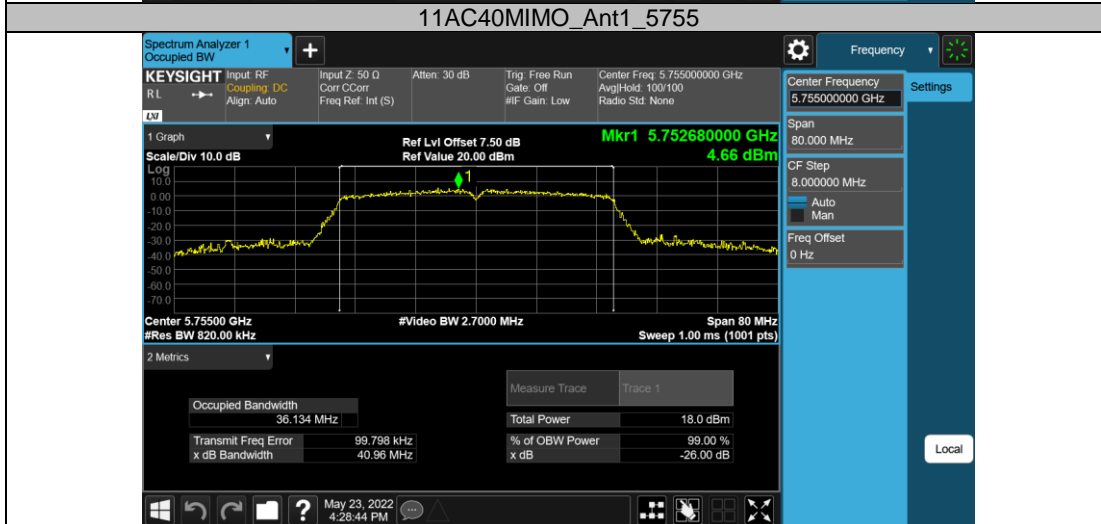 11AC40MIMO_Ant1_5755
Spectrum Analyzer 1
Occupied BW
Frequency
KEYSIGHT
R L
LXI
Input: RF
Coupling: DC
Align: Auto
Input Z: 50 Ω
Corr CCorr
Freq Ref: Int (S)
Atten: 30 dB
Trig: Free Run
Gate: Off
#IF Gain: Low
Center Freq: 5.755000000 GHz
Avg|Hold: 100/100
Radio Std: None
Center Frequency
5.755000000 GHz
Settings
Span
80.000 MHz
CF Step
8.000000 MHz
Auto
Man
Freq Offset
0 Hz
1 Graph
Scale/Div 10.0 dB
Ref Lvl Offset 7.50 dB
Ref Value 20.00 dBm
Mkr1 5.752680000 GHz
4.66 dBm
Log
10.0
0.00
-10.0
-20.0
-30.0
-40.0
-50.0
-60.0
-70.0
1
Center 5.75500 GHz
#Res BW 820.00 kHz
#Video BW 2.7000 MHz
Span 80 MHz
Sweep 1.00 ms (1001 pts)
2 Metrics
Measure Trace Trace 1
Occupied Bandwidth
36.134 MHz
Total Power 18.0 dBm
Transmit Freq Error 99.798 kHz
% of OBW Power 99.00 %
x dB Bandwidth 40.96 MHz
x dB -26.00 dB
Local
?
May 23, 2022
4:28:44 PM